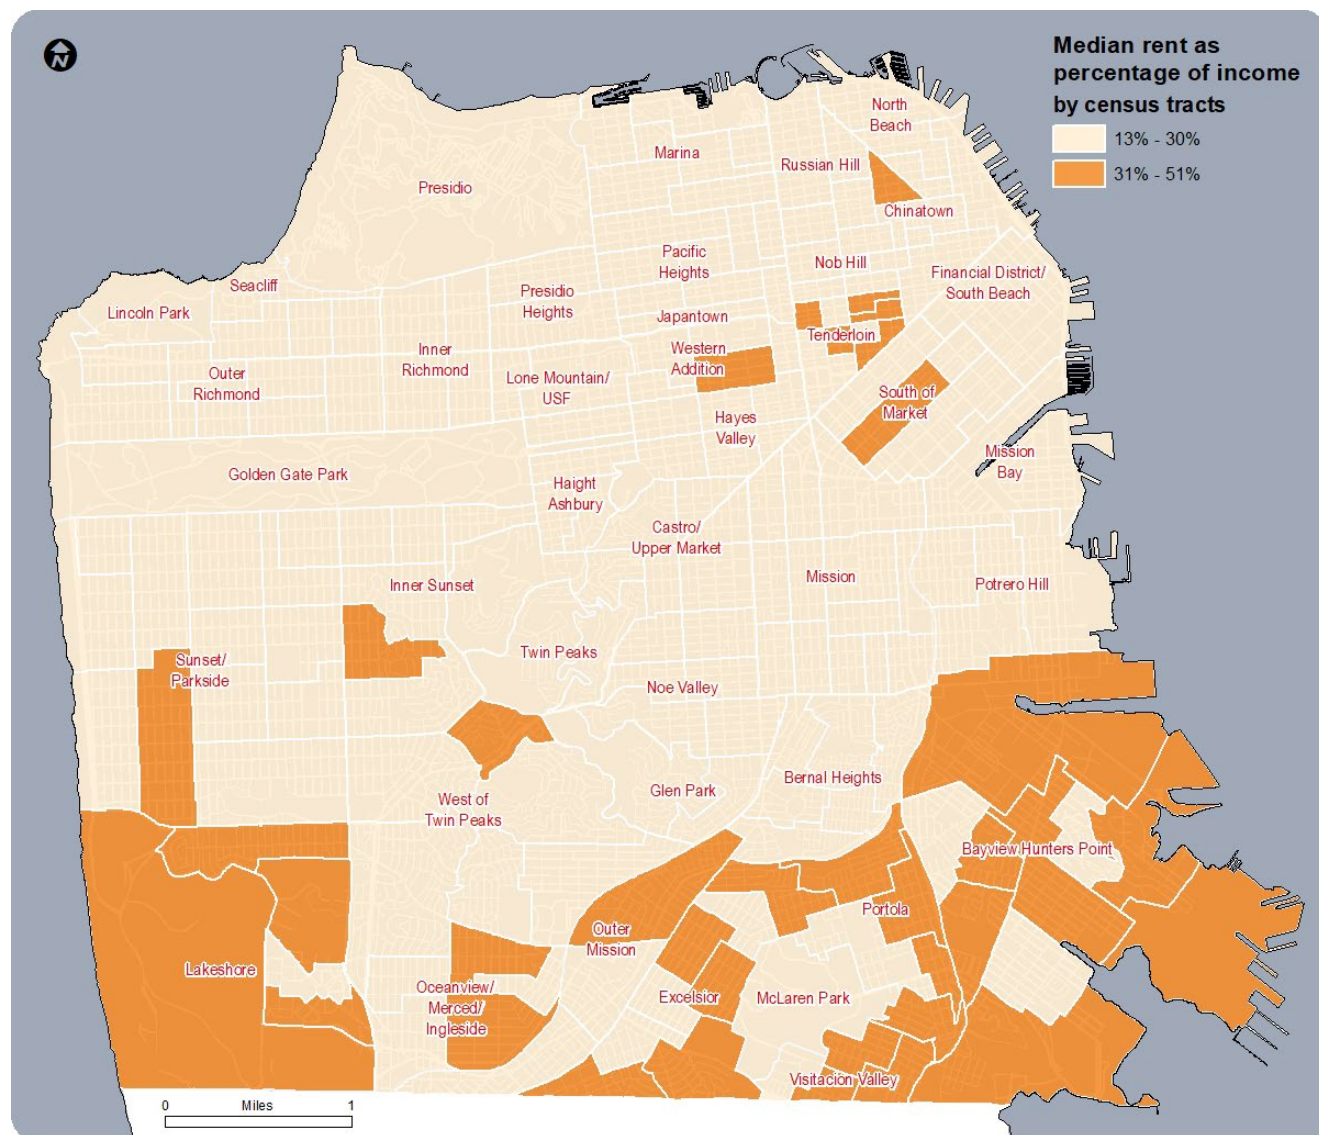 N
Median rent as
percentage of income
by census tracts
13% - 30%
31% - 51%
North
Beach
Marina
Russian Hill
Presidio
Chinatown
Pacific
Heights
Nob Hill
Financial District/
South Beach
Seacliff
Presidio
Heights
Lincoln Park
Japantown
Tenderloin
Western
Addition
Inner
Richmond
Outer
Richmond
Lone Mountain/
USF
South of
Market
Hayes
Valley
Mission
Bay
Golden Gate Park
Haight
Ashbury
Castro/
Upper Market
Inner Sunset
Mission
Potrero Hill
Twin Peaks
Sunset/
Parkside
Noe Valley
Bernal Heights
Glen Park
West of
Twin Peaks
Bayview Hunters Point
Portola
Outer
Mission
Lakeshore
Oceanview/
Merced/
Ingleside
Excelsior
McLaren Park
Visitacion Valley
0 Miles 1